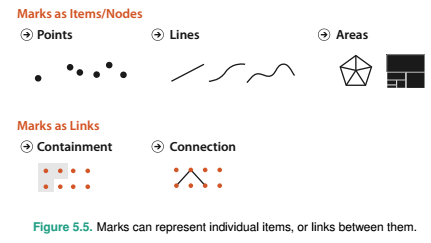 Marks as Items/Nodes
Points Lines Areas
Marks as Links
Containment Connection
Figure 5.5. Marks can represent individual items, or links between them.